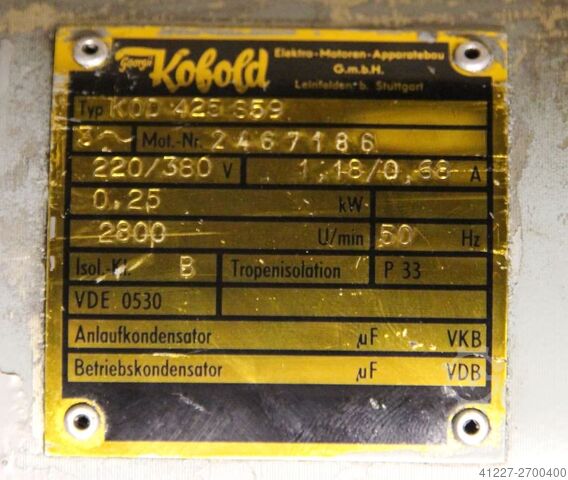 Georgii Kobold Elektro-Motoren-Apparatebau
G.m.b.H.
Leinfelden b. Stuttgart
Typ KOD 425 S59
3~ Mot.-Nr. 2467186
220/380 V 1,18/0,68 A
0,25 kW
2800 U/min 50 Hz
Isol.-Kl. B Tropenisolation P 33
VDE 0530
Anlaufkondensator µF VKB
Betriebskondensator µF VDB
41227-2700400